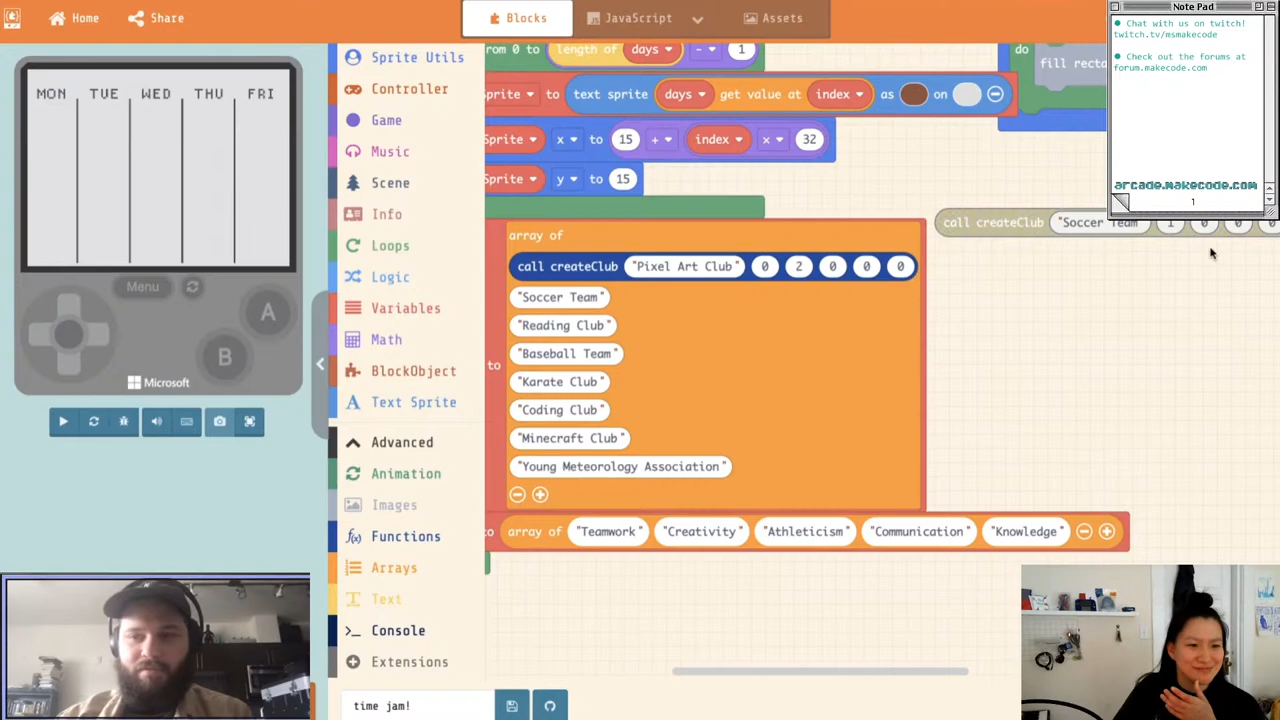 Home
Share
Blocks
JavaScript
Assets
Note Pad
Chat with us on twitch!
twitch.tv/msmakecode
Check out the forums at
forum.makecode.com
arcade.makecode.com
1
MON TUE WED THU FRI
Menu
A
B
Microsoft
Sprite Utils
Controller
Game
Music
Scene
Info
Loops
Logic
Variables
Math
BlockObject
Text Sprite
Advanced
Animation
Images
Functions
Arrays
Text
Console
Extensions
time jam!
from 0 to length of days - 1
Sprite to text sprite days get value at index as on
Sprite x to 15 + index x 32
Sprite y to 15
do
fill recta
call createClub "Soccer Team" 1 0 0 0
to
array of
call createClub "Pixel Art Club" 0 2 0 0 0
"Soccer Team"
"Reading Club"
"Baseball Team"
"Karate Club"
"Coding Club"
"Minecraft Club"
"Young Meteorology Association"
to array of "Teamwork" "Creativity" "Athleticism" "Communication" "Knowledge"